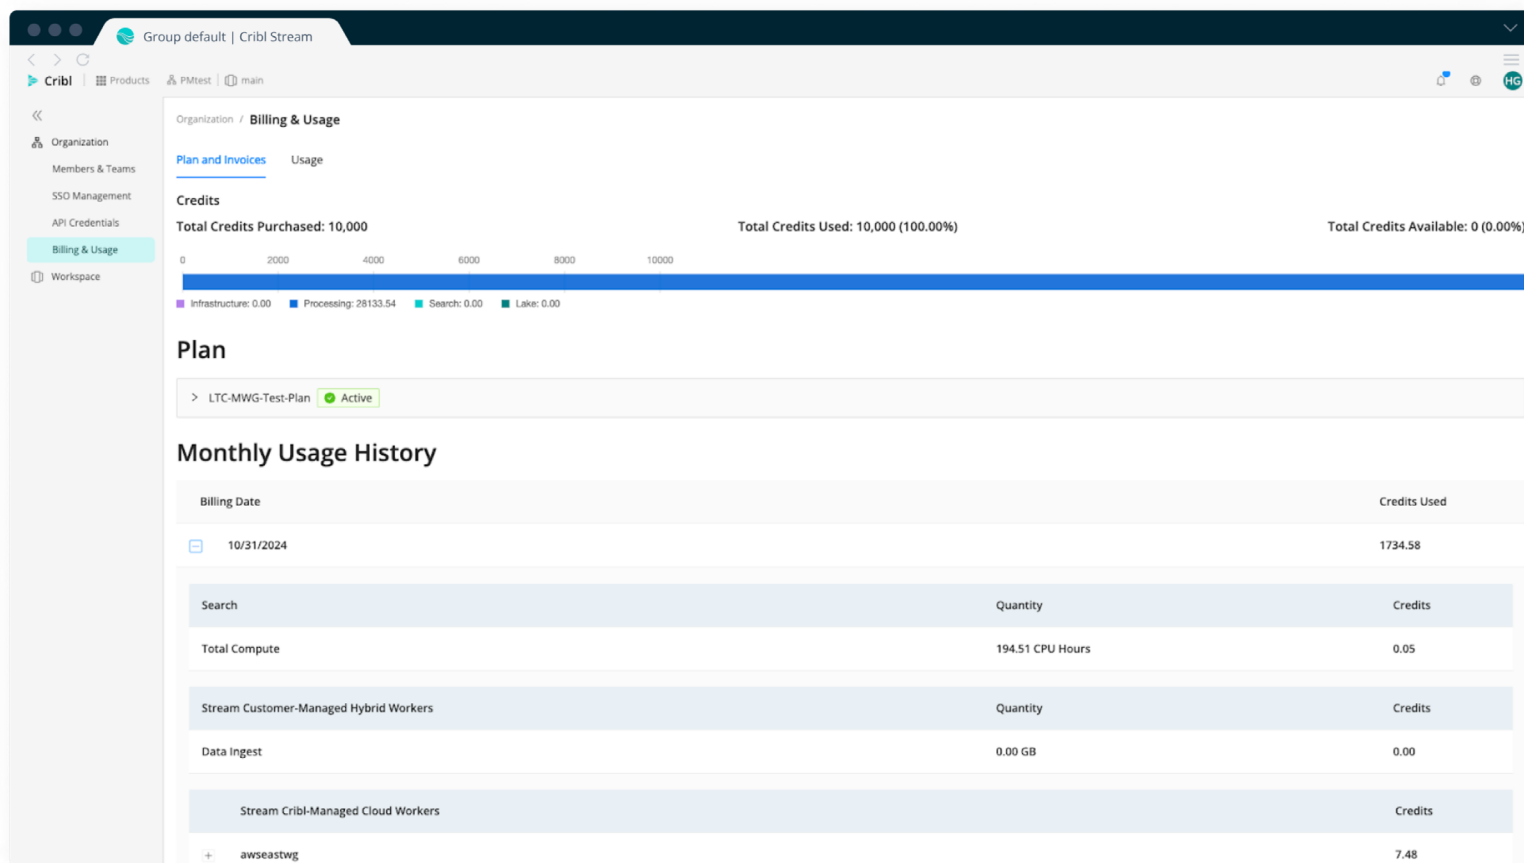 Group default | Cribl Stream
Cribl Products PMtest main
HG
Organization / Billing & Usage
Organization
Members & Teams
SSO Management
API Credentials
Billing & Usage
Workspace
Plan and Invoices Usage
Credits
Total Credits Purchased: 10,000 Total Credits Used: 10,000 (100.00%) Total Credits Available: 0 (0.00%)
0 2000 4000 6000 8000 10000
Infrastructure: 0.00 Processing: 28133.54 Search: 0.00 Lake: 0.00
Plan
LTC-MWG-Test-Plan Active
Monthly Usage History
Billing Date Credits Used
10/31/2024 1734.58
Search Quantity Credits
Total Compute 194.51 CPU Hours 0.05
Stream Customer-Managed Hybrid Workers Quantity Credits
Data Ingest 0.00 GB 0.00
Stream Cribl-Managed Cloud Workers Credits
awseastwg 7.48